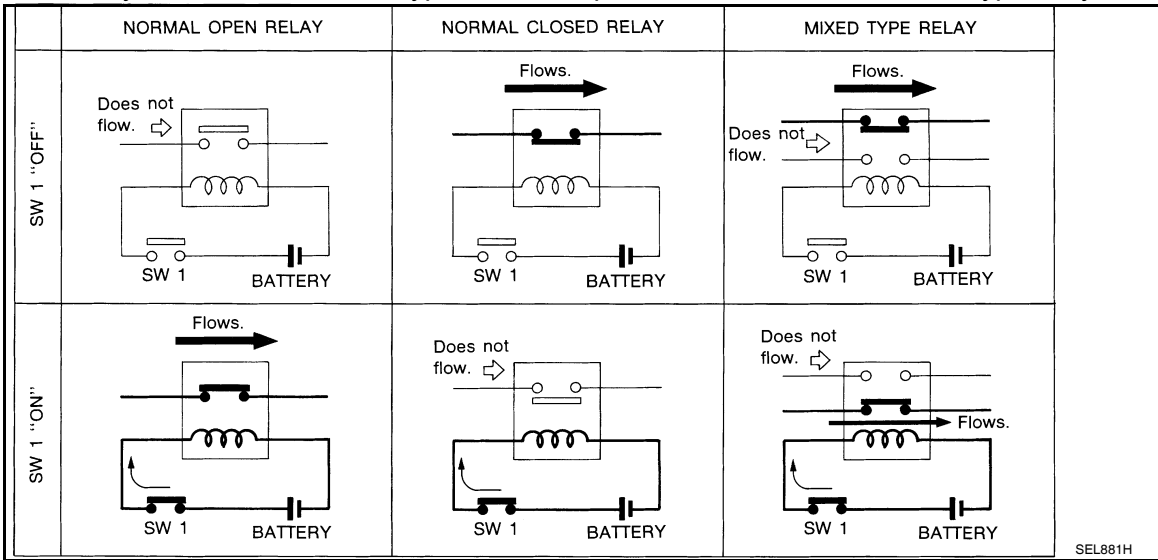 NORMAL OPEN RELAY
NORMAL CLOSED RELAY
MIXED TYPE RELAY
SW 1 “OFF”
Does not
flow.
SW 1
BATTERY
Flows.
SW 1
BATTERY
Flows.
Does not
flow.
SW 1
BATTERY
SW 1 “ON”
Flows.
SW 1
BATTERY
Does not
flow.
SW 1
BATTERY
Does not
flow.
Flows.
SW 1
BATTERY
SEL881H